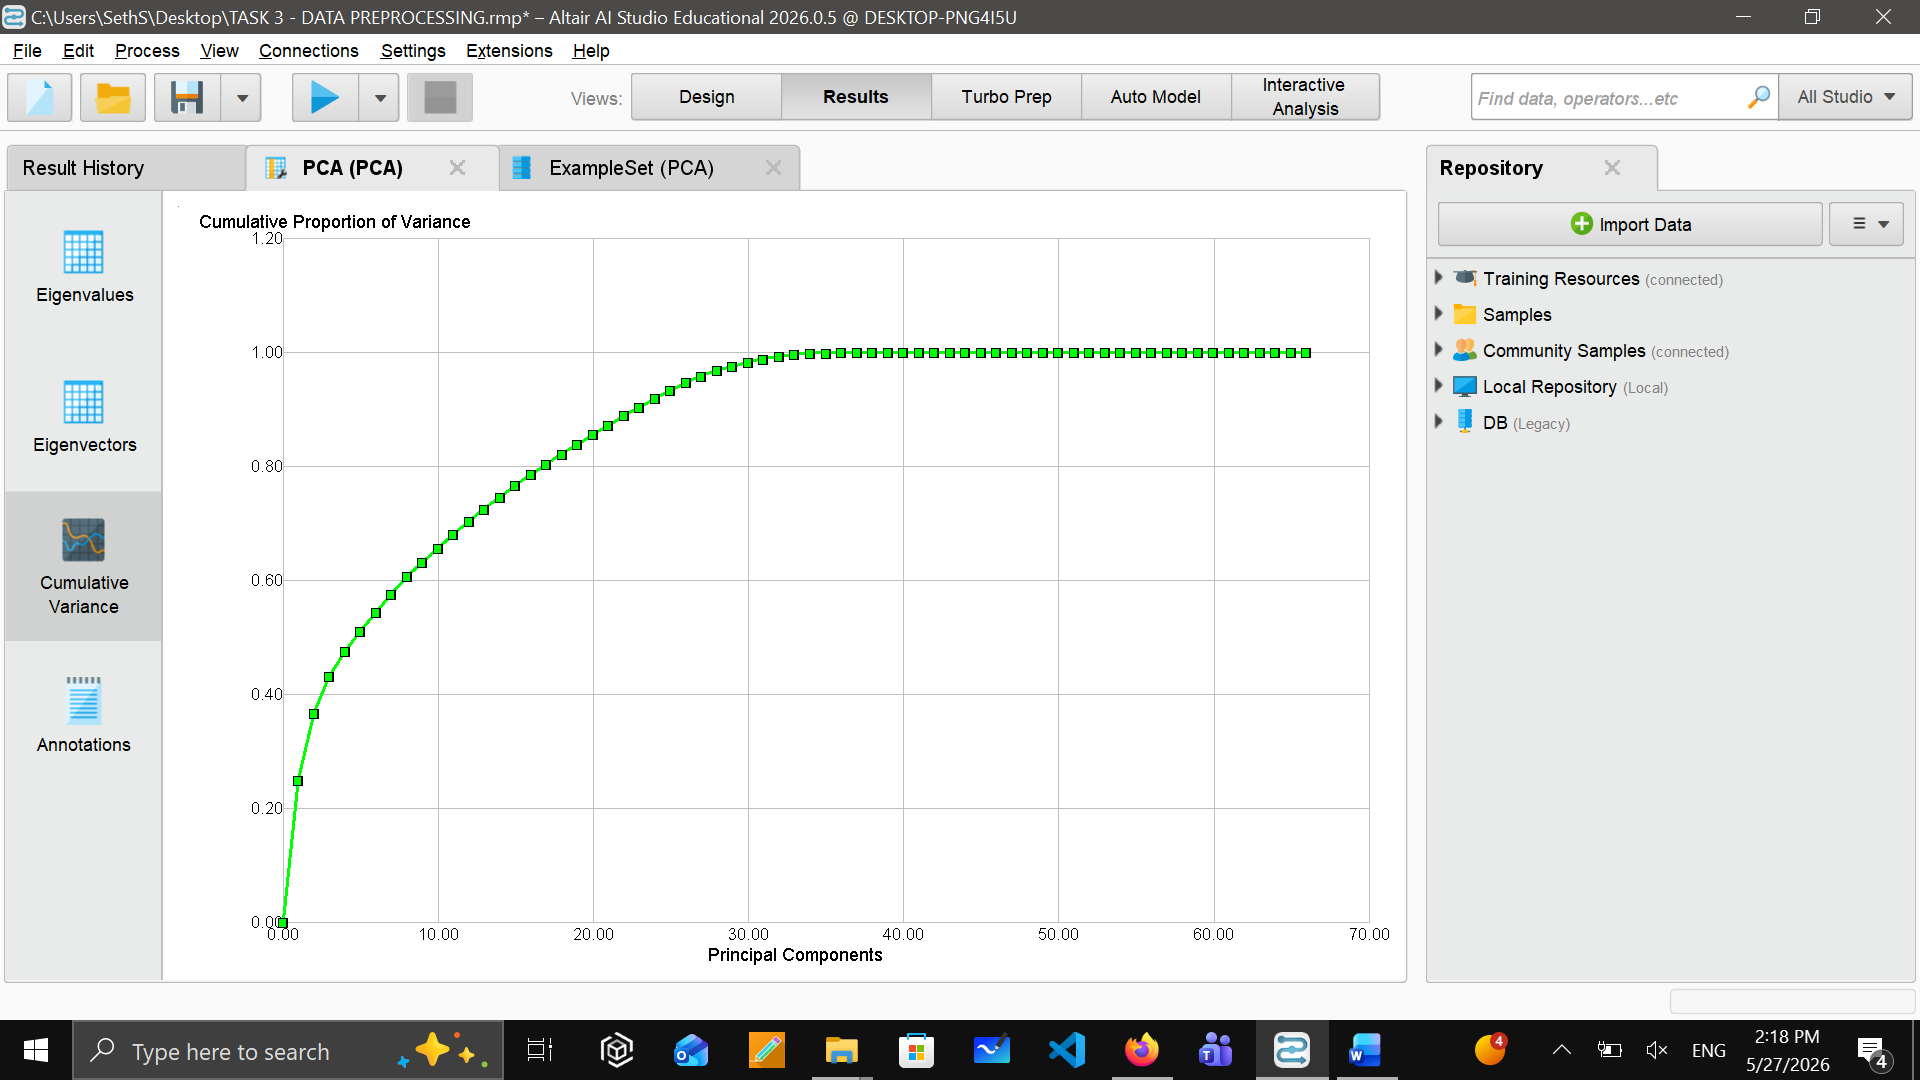 C:\Users\SethS\Desktop\TASK 3 - DATA PREPROCESSING.rmp* – Altair AI Studio Educational 2026.0.5 @ DESKTOP-PNG4I5U
File Edit Process View Connections Settings Extensions Help
Views: Design Results Turbo Prep Auto Model Interactive Analysis
Find data, operators...etc
All Studio
Result History
PCA (PCA)
ExampleSet (PCA)
Eigenvalues
Eigenvectors
Cumulative
Variance
Annotations
Cumulative Proportion of Variance
1.20
1.00
0.80
0.60
0.40
0.20
0.00
0.00 10.00 20.00 30.00 40.00 50.00 60.00 70.00
Principal Components
Repository
Import Data
Training Resources (connected)
Samples
Community Samples (connected)
Local Repository (Local)
DB (Legacy)
Type here to search
4
ENG
2:18 PM
5/27/2026
4